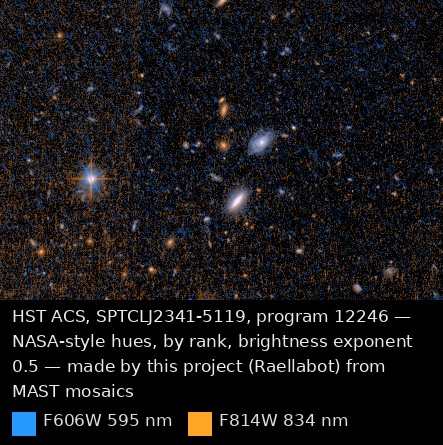 HST ACS, SPTCLJ2341-5119, program 12246 —
NASA-style hues, by rank, brightness exponent
0.5 — made by this project (Raellabot) from
MAST mosaics
F606W 595 nm F814W 834 nm